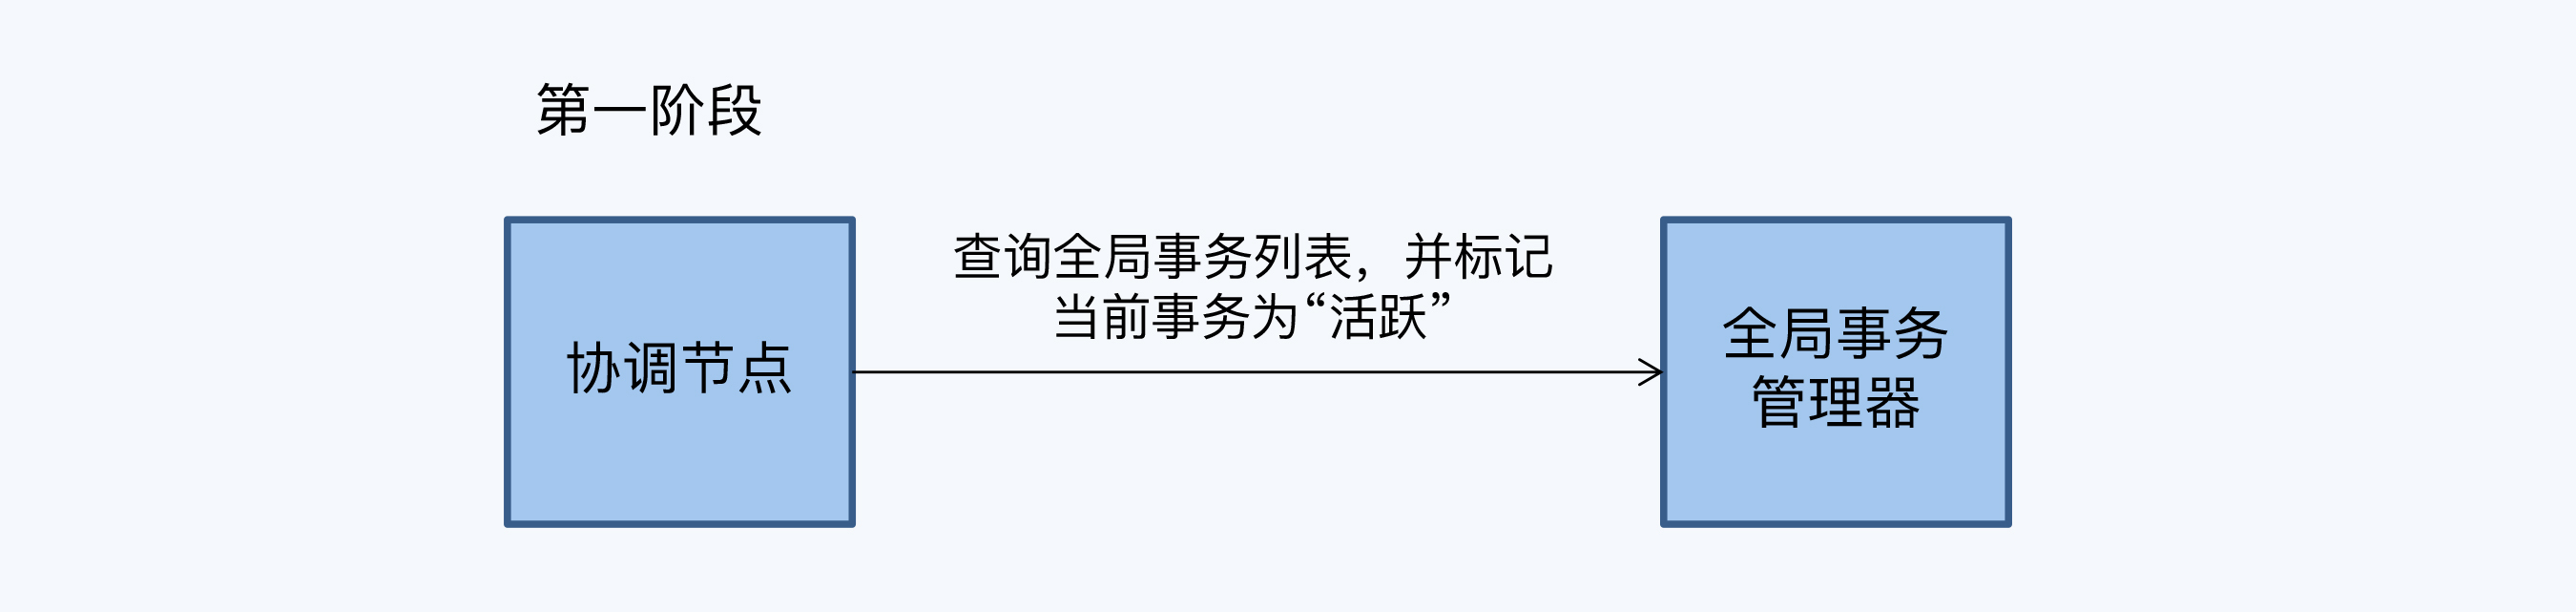 第一阶段
协调节点
查询全局事务列表，并标记
当前事务为“活跃”
全局事务
管理器